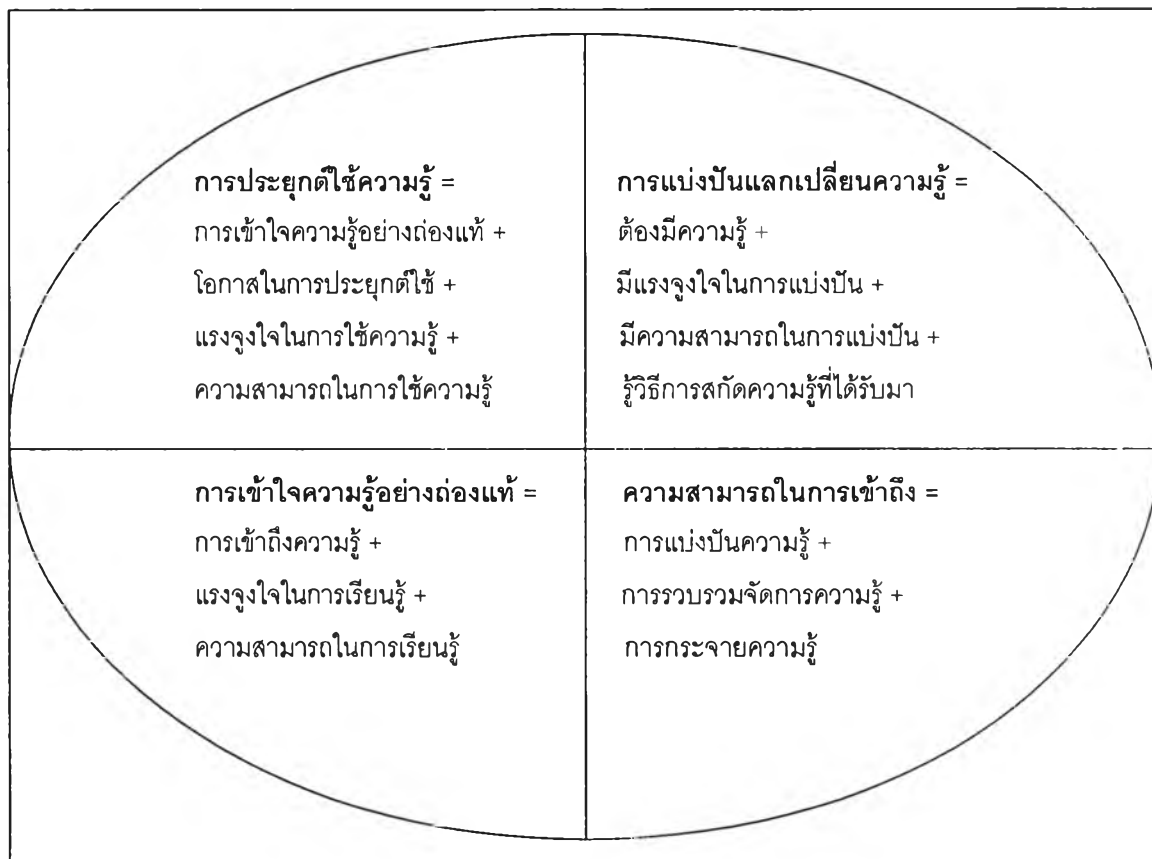 การประยุกต์ใช้ความรู้ =
การเข้าใจความรู้อย่างถ่องแท้ +
โอกาสในการประยุกต์ใช้ +
แรงจูงใจในการใช้ความรู้ +
ความสามารถในการใช้ความรู้
การแบ่งปันแลกเปลี่ยนความรู้ =
ต้องมีความรู้ +
มีแรงจูงใจในการแบ่งปัน +
มีความสามารถในการแบ่งปัน +
รู้วิธีการสกัดความรู้ที่ได้รับมา
การเข้าใจความรู้อย่างถ่องแท้ =
การเข้าถึงความรู้ +
แรงจูงใจในการเรียนรู้ +
ความสามารถในการเรียนรู้
ความสามารถในการเข้าถึง =
การแบ่งปันความรู้ +
การรวบรวมจัดการความรู้ +
การกระจายความรู้